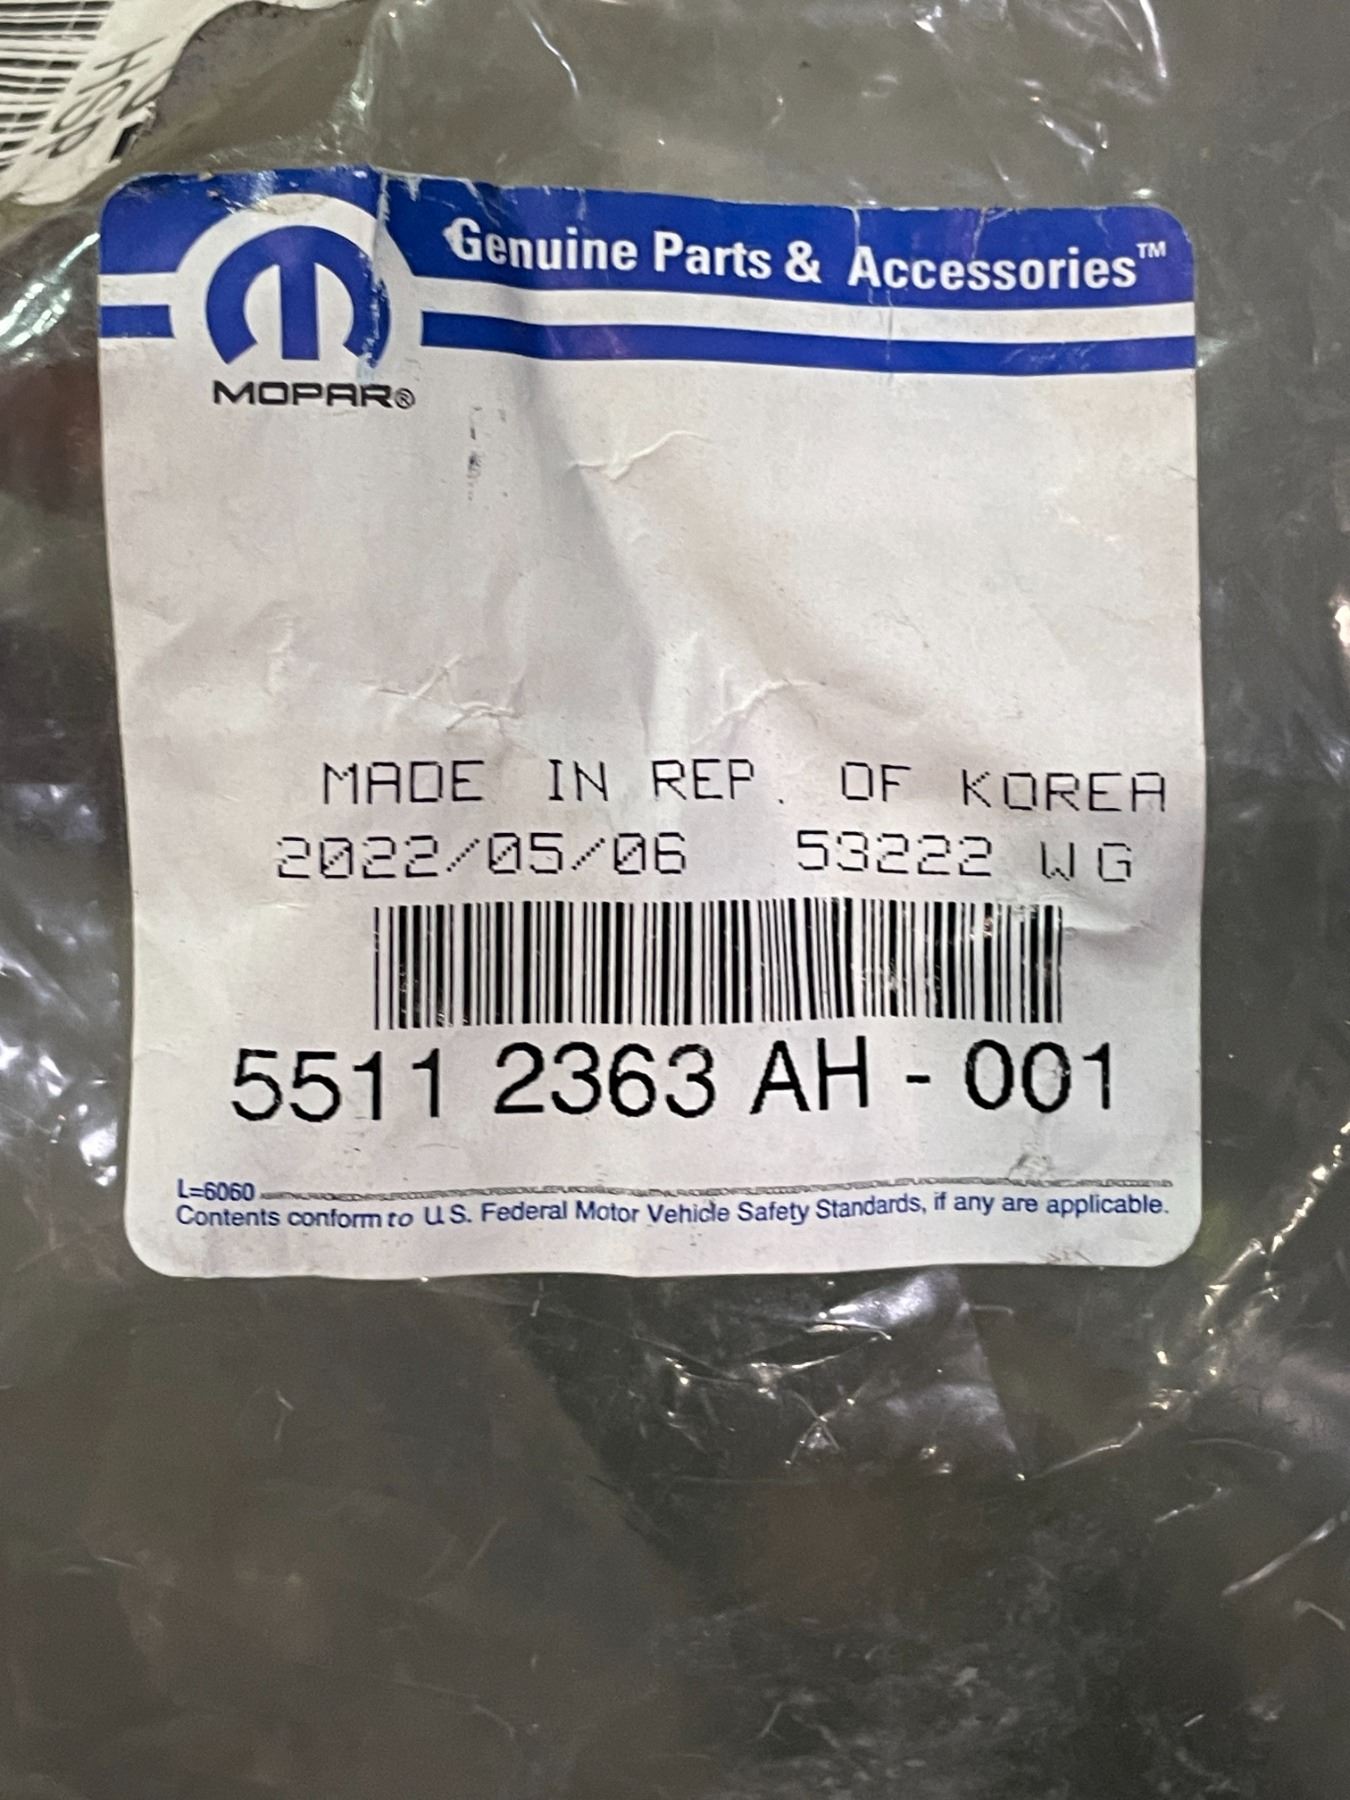 Genuine Parts & Accessories™
MOPAR®
MADE IN REP. OF KOREA
2022/05/06 53222 WG
5511 2363 AH - 001
L=6060
Contents conform to U.S. Federal Motor Vehicle Safety Standards, if any are applicable.